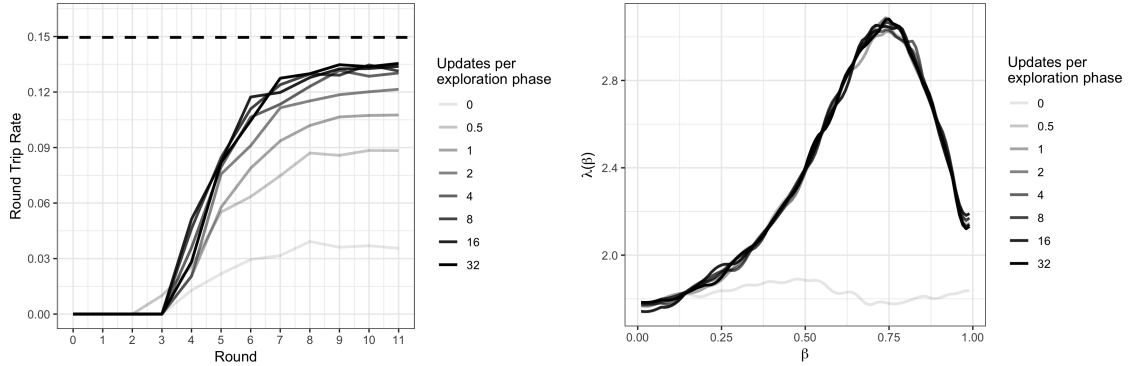 0.15
0.12
0.09
0.06
0.03
0.00
Round Trip Rate
0 1 2 3 4 5 6 7 8 9 10 11
Round
Updates per
exploration phase
0
0.5
1
2
4
8
16
32
2.8
2.4
2.0
λ(β)
0.00 0.25 0.50 0.75 1.00
β
Updates per
exploration phase
0
0.5
1
2
4
8
16
32